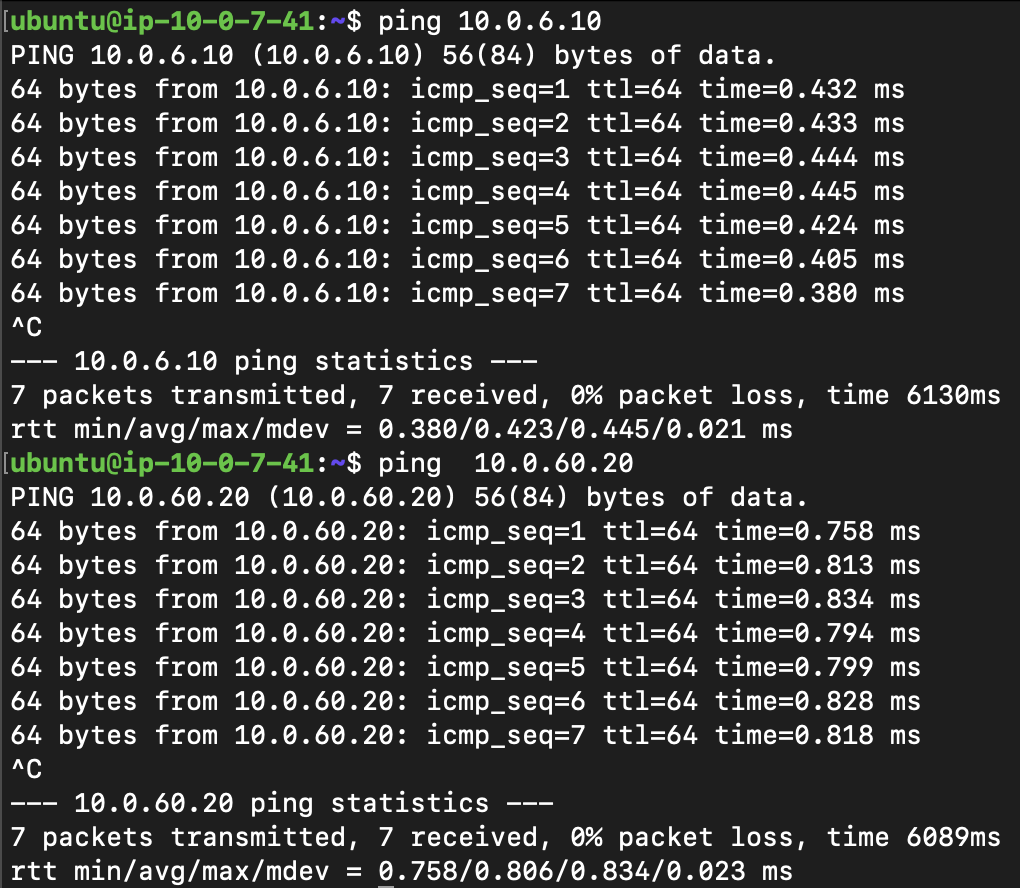 [ubuntu@ip-10-0-7-41:~$ ping 10.0.6.10
PING 10.0.6.10 (10.0.6.10) 56(84) bytes of data.
64 bytes from 10.0.6.10: icmp_seq=1 ttl=64 time=0.432 ms
64 bytes from 10.0.6.10: icmp_seq=2 ttl=64 time=0.433 ms
64 bytes from 10.0.6.10: icmp_seq=3 ttl=64 time=0.444 ms
64 bytes from 10.0.6.10: icmp_seq=4 ttl=64 time=0.445 ms
64 bytes from 10.0.6.10: icmp_seq=5 ttl=64 time=0.424 ms
64 bytes from 10.0.6.10: icmp_seq=6 ttl=64 time=0.405 ms
64 bytes from 10.0.6.10: icmp_seq=7 ttl=64 time=0.380 ms
^C
--- 10.0.6.10 ping statistics ---
7 packets transmitted, 7 received, 0% packet loss, time 6130ms
rtt min/avg/max/mdev = 0.380/0.423/0.445/0.021 ms
[ubuntu@ip-10-0-7-41:~$ ping  10.0.60.20
PING 10.0.60.20 (10.0.60.20) 56(84) bytes of data.
64 bytes from 10.0.60.20: icmp_seq=1 ttl=64 time=0.758 ms
64 bytes from 10.0.60.20: icmp_seq=2 ttl=64 time=0.813 ms
64 bytes from 10.0.60.20: icmp_seq=3 ttl=64 time=0.834 ms
64 bytes from 10.0.60.20: icmp_seq=4 ttl=64 time=0.794 ms
64 bytes from 10.0.60.20: icmp_seq=5 ttl=64 time=0.799 ms
64 bytes from 10.0.60.20: icmp_seq=6 ttl=64 time=0.828 ms
64 bytes from 10.0.60.20: icmp_seq=7 ttl=64 time=0.818 ms
^C
--- 10.0.60.20 ping statistics ---
7 packets transmitted, 7 received, 0% packet loss, time 6089ms
rtt min/avg/max/mdev = 0.758/0.806/0.834/0.023 ms